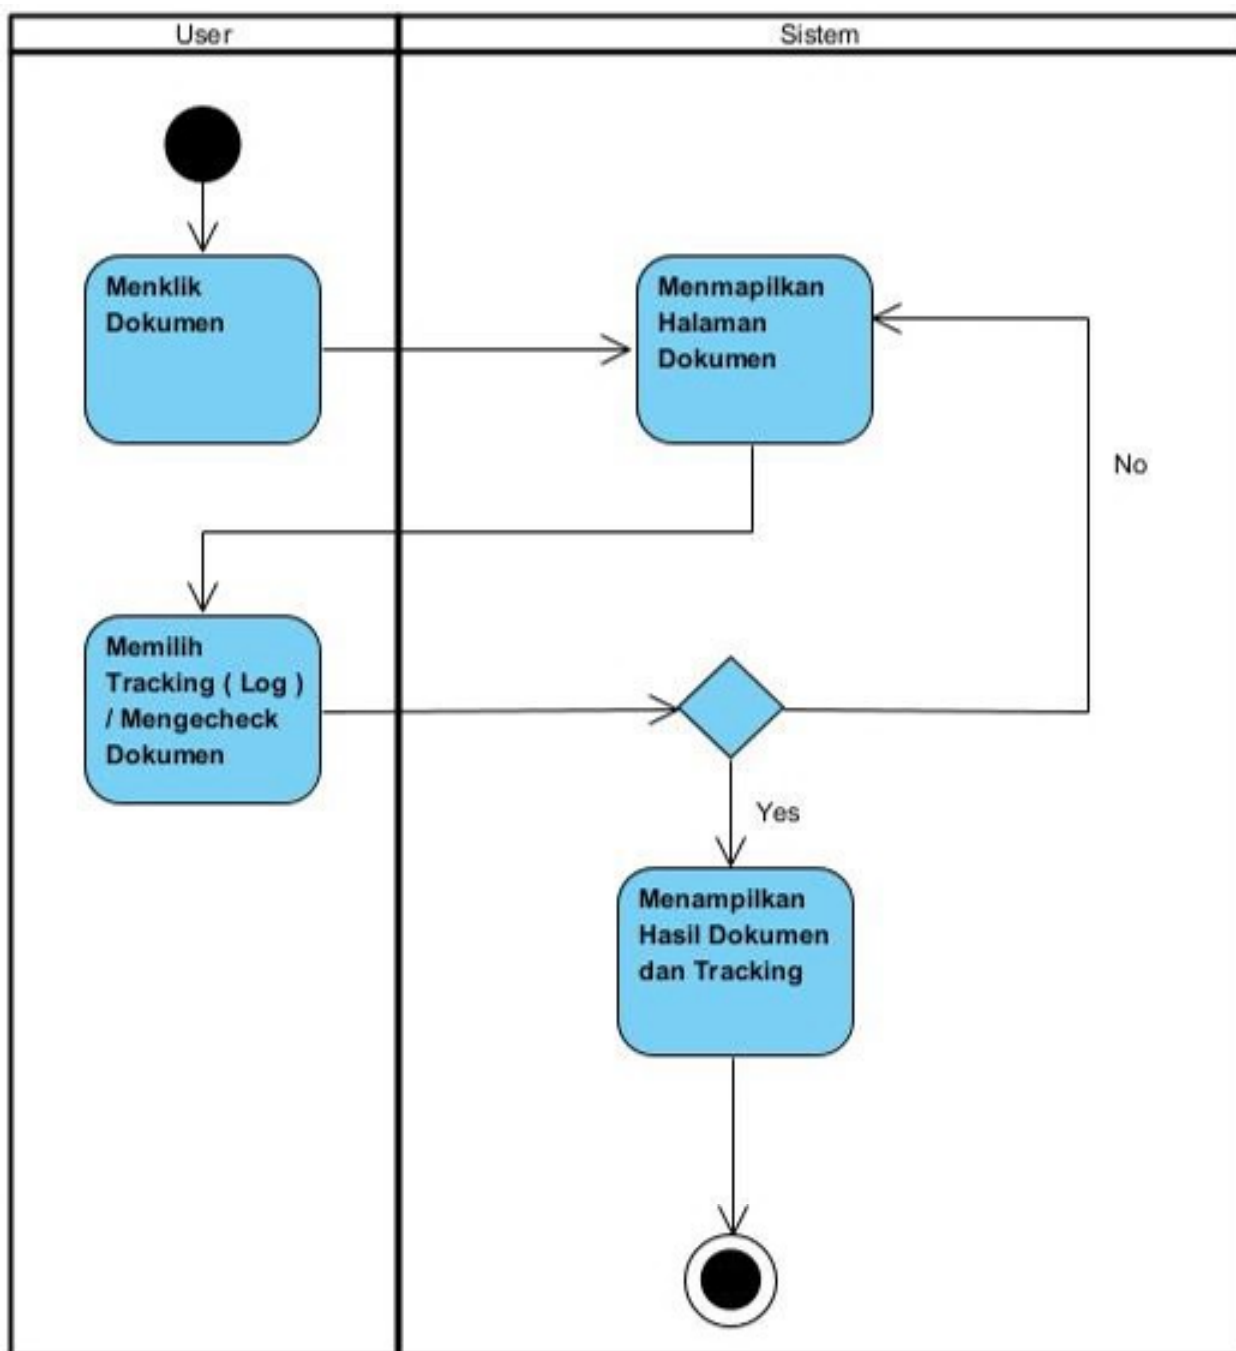 User
Sistem
Menklik
Dokumen
Menmapilkan
Halaman
Dokumen
No
Memilih
Tracking ( Log )
/ Mengecheck
Dokumen
Yes
Menampilkan
Hasil Dokumen
dan Tracking